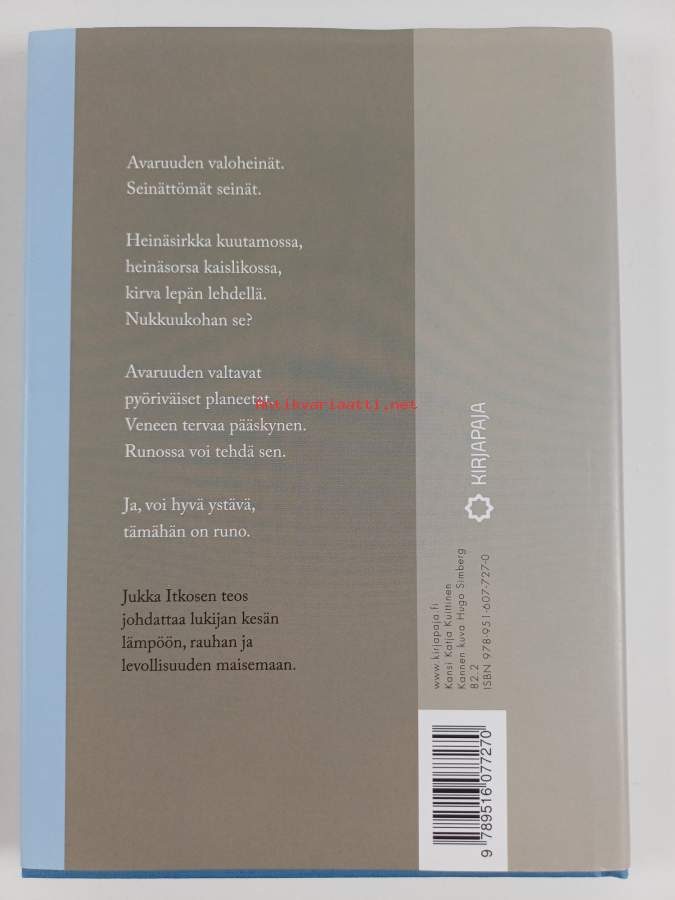 Avaruuden valoheinät.
Seinättömät seinät.
Heinäsirkka kuutamossa,
heinäsorsa kaislikossa,
kirva lepän lehdellä.
Nukkuukohan se?
Avaruuden valtavat
pyöriväiset planeetat.
Antikvariaatti.net
Veneen tervaa pääskynen.
Runossa voi tehdä sen.
Ja, voi hyvä ystävä,
tämähän on runo.
Jukka Itkosen teos
johdattaa lukijan kesän
lämpöön, rauhan ja
levollisuuden maisemaan.
KIRJAPAJA
www.kirjapaja.fi
Kansi Katja Kuittinen
Kannen kuva Hugo Simberg
82.2
ISBN 978-951-607-727-0
9 789516 077270